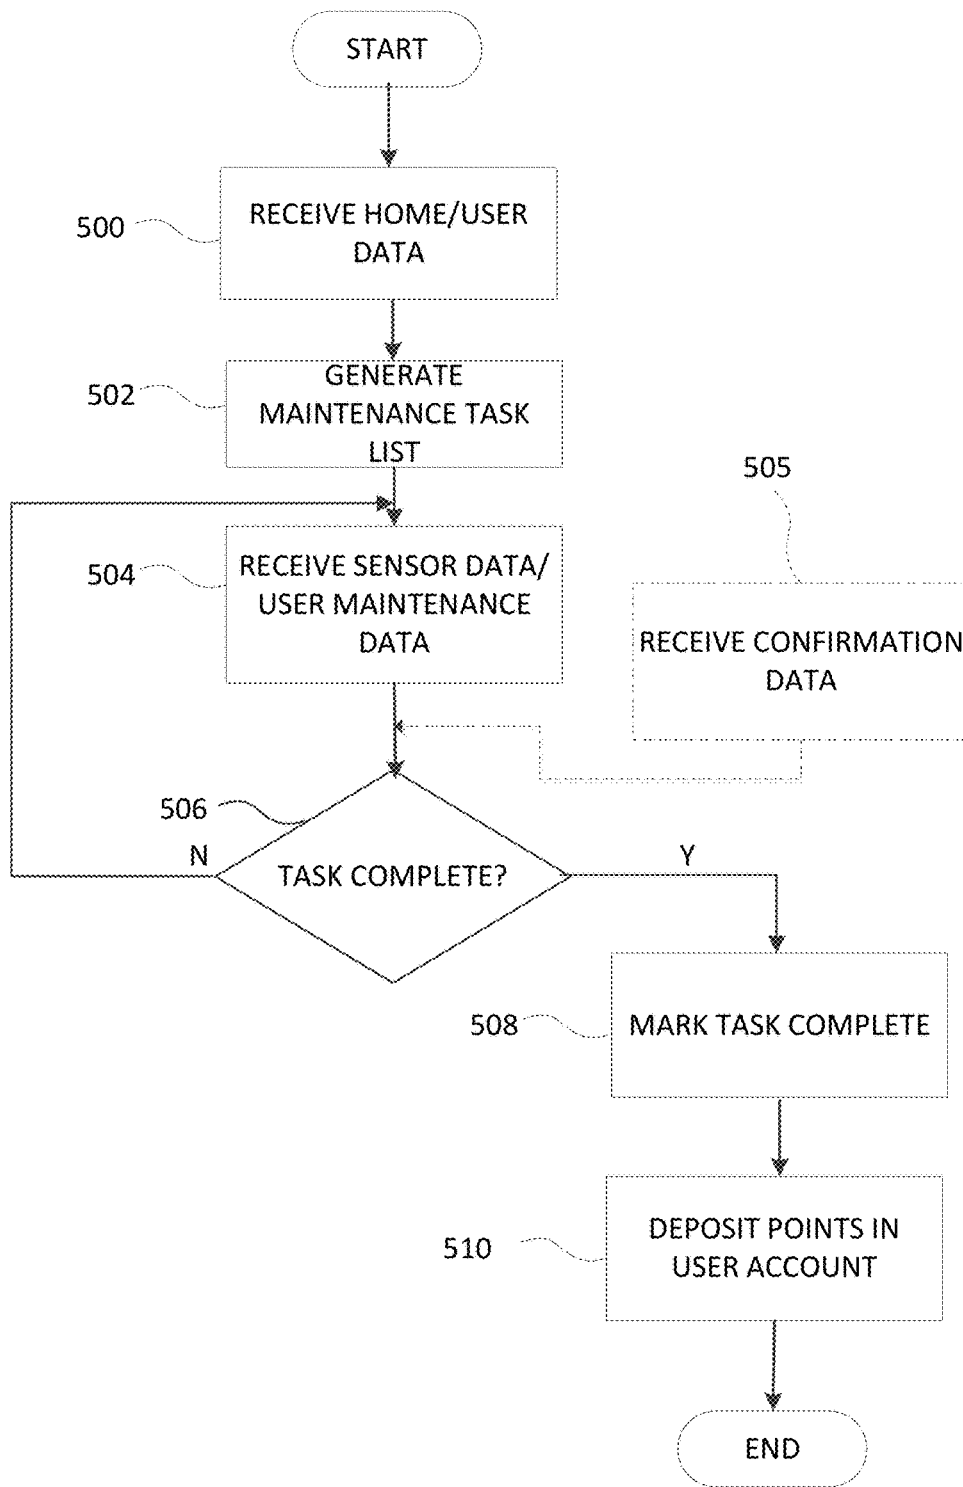 START
500
RECEIVE HOME/USER
DATA
502
GENERATE
MAINTENANCE TASK
LIST
505
504
RECEIVE SENSOR DATA/
USER MAINTENANCE
DATA
RECEIVE CONFIRMATION
DATA
506
N
TASK COMPLETE?
Y
508
MARK TASK COMPLETE
510
DEPOSIT POINTS IN
USER ACCOUNT
END